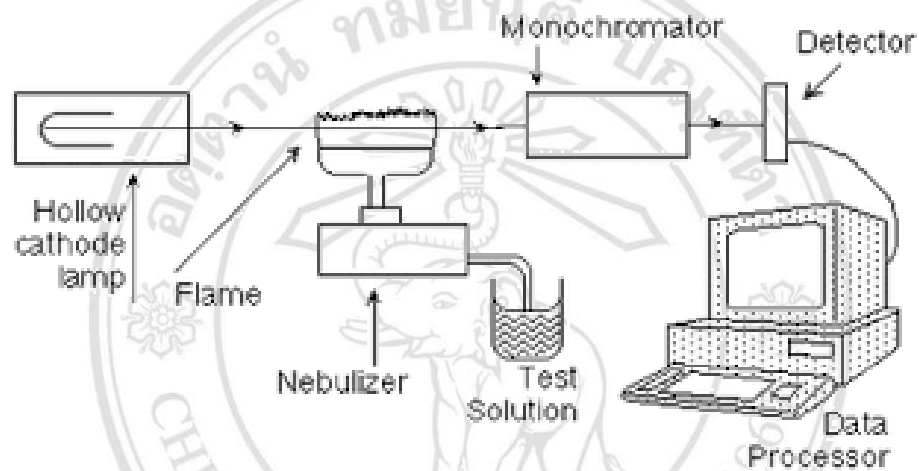 Monochromator
Detector
Hollow
cathode
lamp
Flame
Nebulizer
Test
Solution
Data
Processor